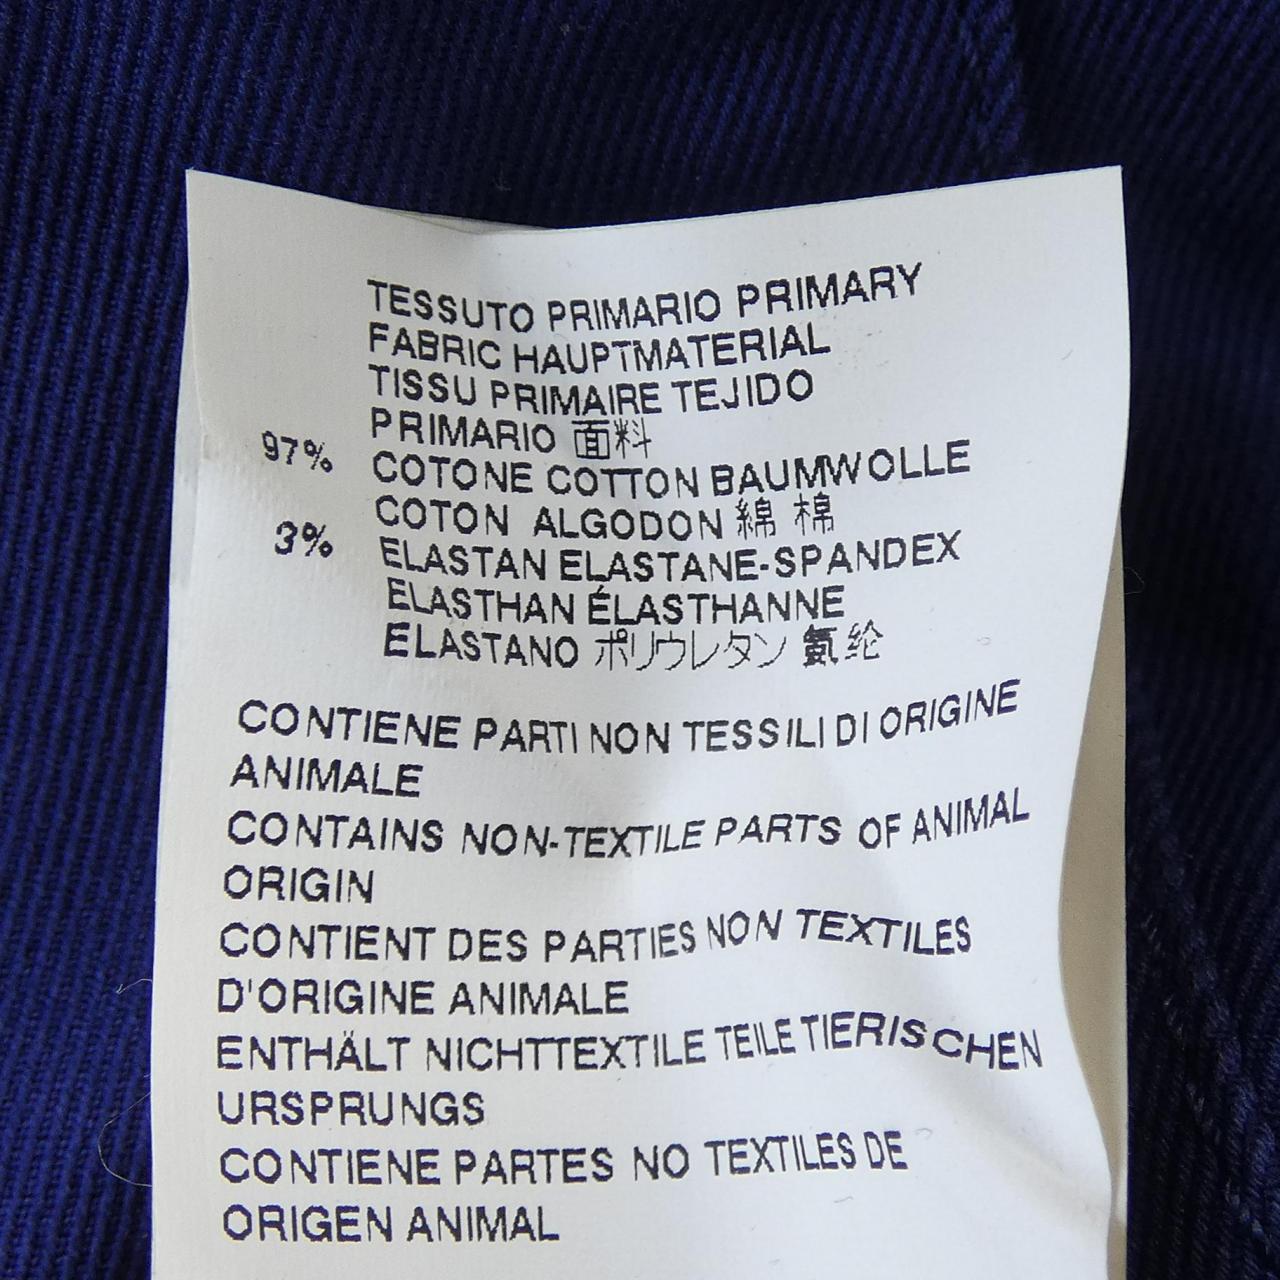 TESSUTO PRIMARIO PRIMARY
FABRIC HAUPTMATERIAL
TISSU PRIMAIRE TEJIDO
PRIMARIO 面料
97% COTONE COTTON BAUMWOLLE
COTON ALGODON 綿 棉
3% ELASTAN ELASTANE-SPANDEX
ELASTHAN ÉLASTHANNE
ELASTANO ポリウレタン 氨纶
CONTIENE PARTI NON TESSILI DI ORIGINE
ANIMALE
CONTAINS NON-TEXTILE PARTS OF ANIMAL
ORIGIN
CONTIENT DES PARTIES NON TEXTILES
D'ORIGINE ANIMALE
ENTHÄLT NICHTTEXTILE TEILE TIERISCHEN
URSPRUNGS
CONTIENE PARTES NO TEXTILES DE
ORIGEN ANIMAL